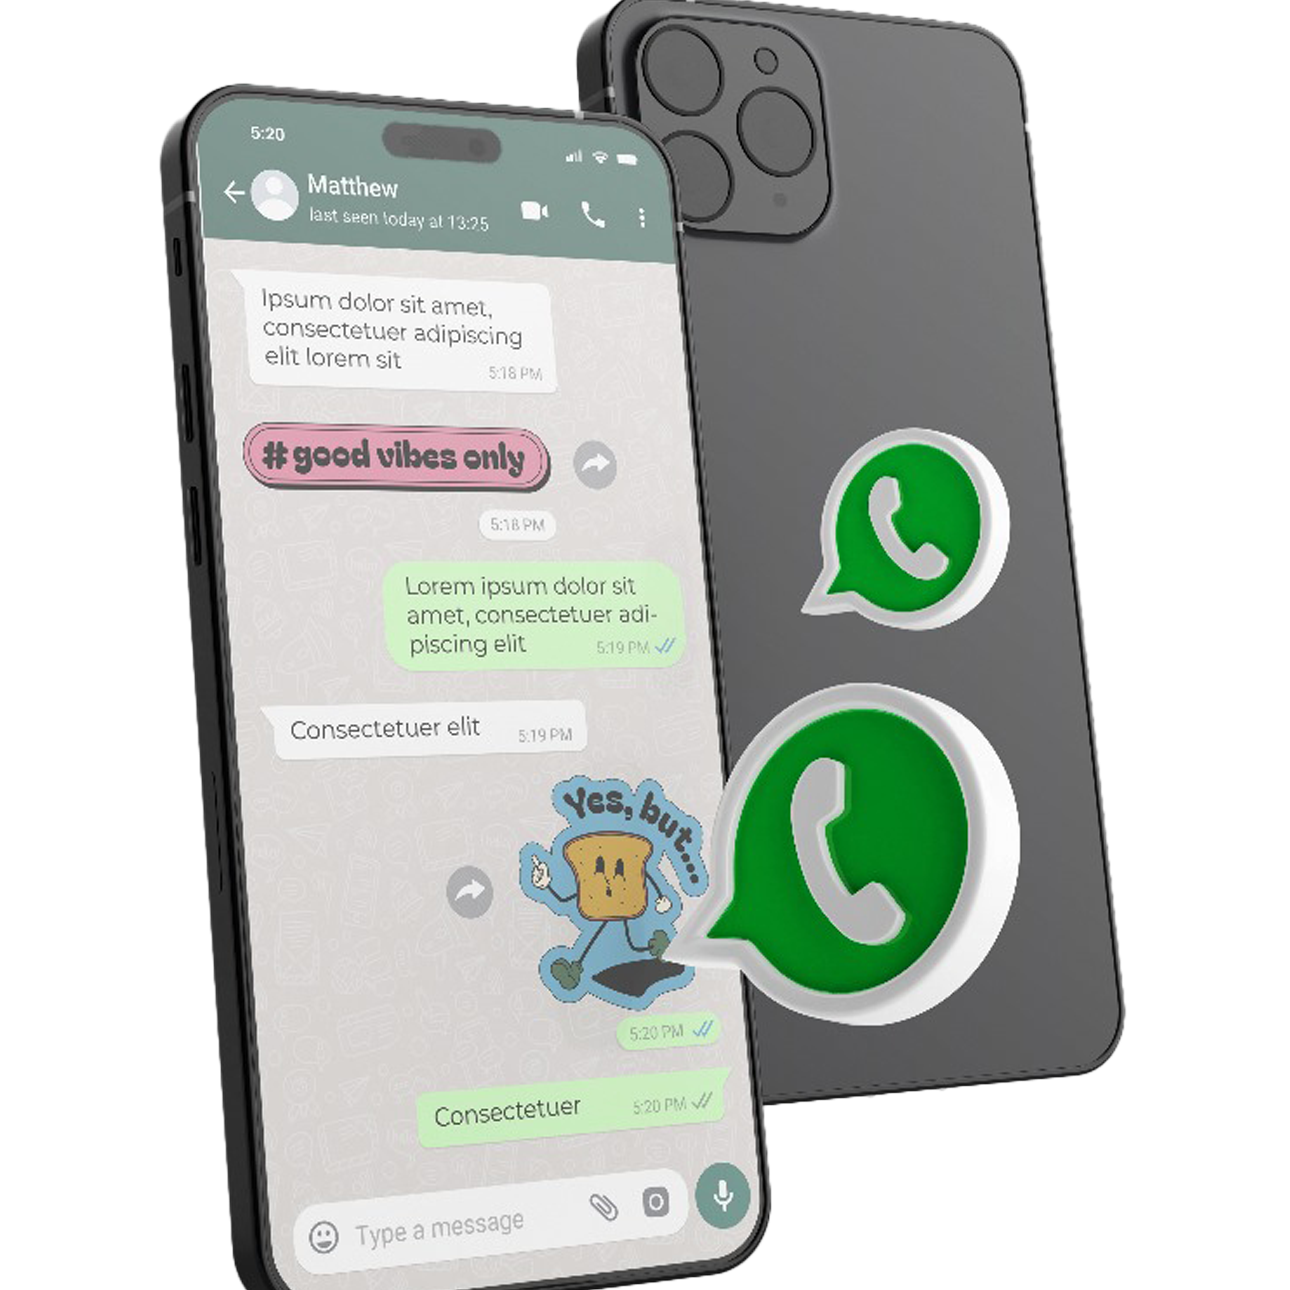 5:20
Matthew
last seen today at 13:25
Ipsum dolor sit amet,
consectetuer adipiscing
elit lorem sit
5:18 PM
# good vibes only
5:18 PM
Lorem ipsum dolor sit
amet, consectetuer adi-
piscing elit
5:19 PM
Consectetuer elit
5:19 PM
Yes, but...
5:20 PM
Consectetuer
5:20 PM
Type a message